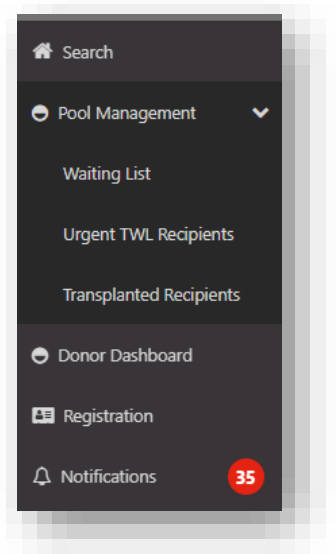 Search
Pool Management
Waiting List
Urgent TWL Recipients
Transplanted Recipients
Donor Dashboard
Registration
Notifications 35